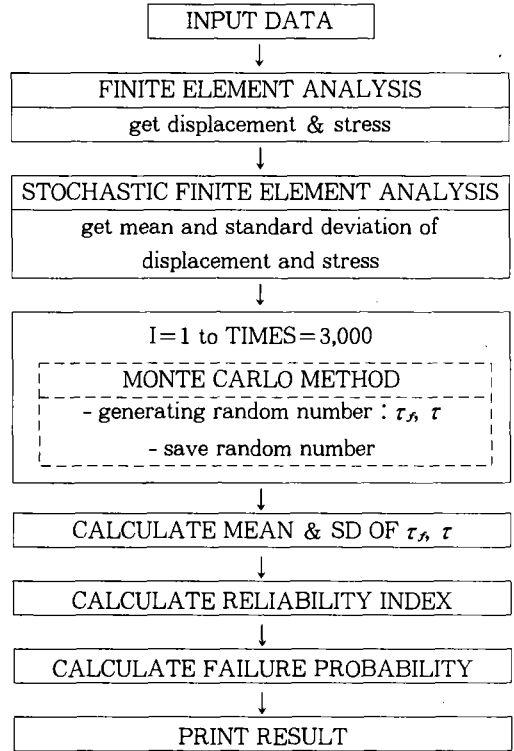 INPUT DATA
FINITE ELEMENT ANALYSIS
get displacement & stress
STOCHASTIC FINITE ELEMENT ANALYSIS
get mean and standard deviation of
displacement and stress
I=1 to TIMES=3,000
MONTE CARLO METHOD
- generating random number : τf, τ
- save random number
CALCULATE MEAN & SD OF τf, τ
CALCULATE RELIABILITY INDEX
CALCULATE FAILURE PROBABILITY
PRINT RESULT